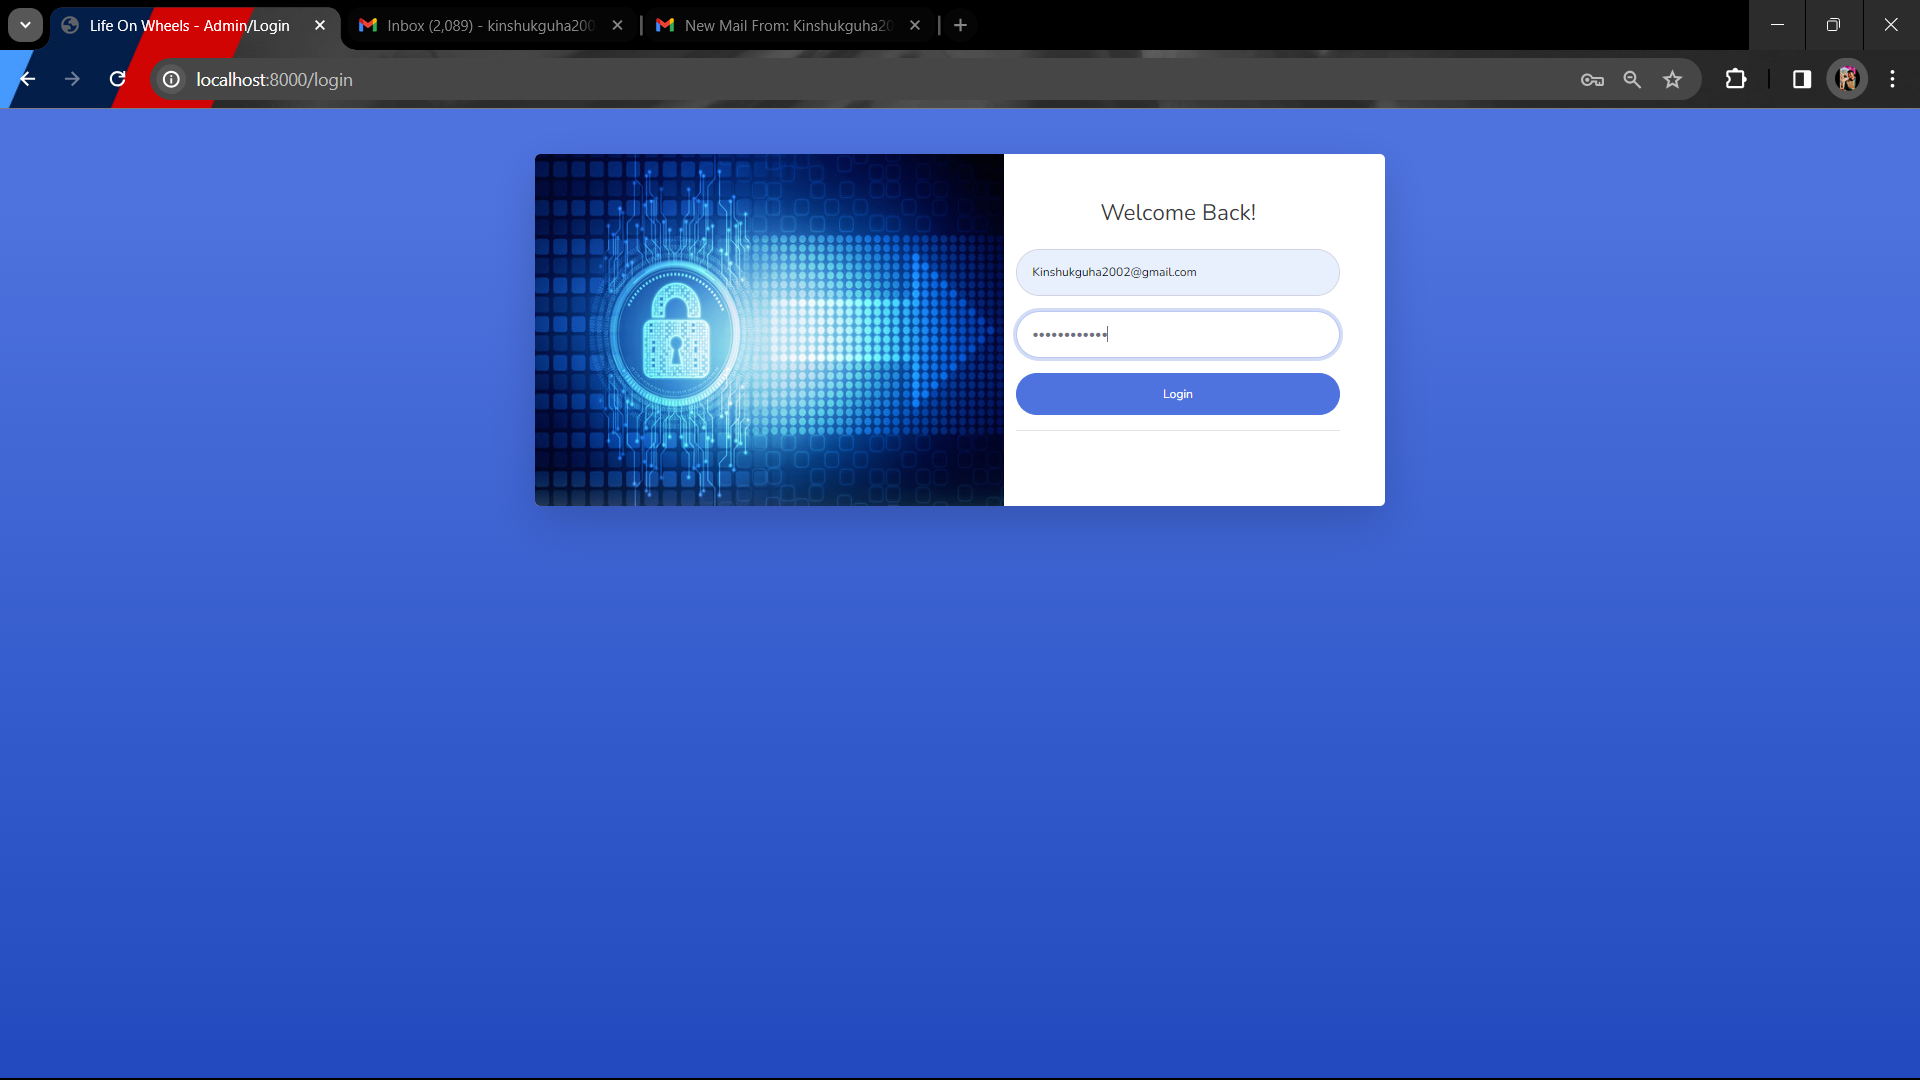 Life On Wheels - Admin/Login
Inbox (2,089) - kinshukguha200
New Mail From: Kinshukguha20
localhost:8000/login
Welcome Back!
Kinshukguha2002@gmail.com
••••••••••••
Login